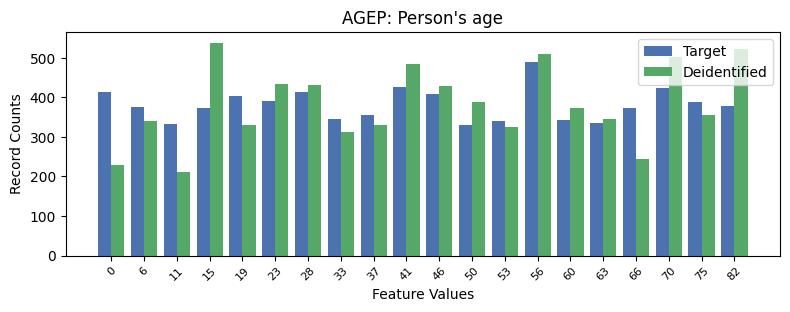 AGEP: Person's age
Record Counts
500
400
300
200
100
0
Target
Deidentified
0 6 11 15 19 23 28 33 37 41 46 50 53 56 60 63 66 70 75 82
Feature Values